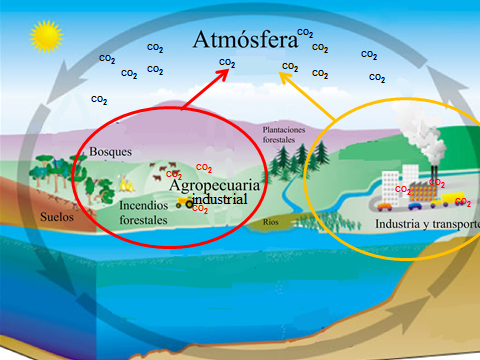 Atmósfera
CO2
CO2
CO2
CO2
CO2
CO2
CO2
CO2
CO2
CO2
CO2
CO2
Plantaciones
forestales
Bosques
CO2
CO2
Agropecuaria
industrial
CO2
Incendios
forestales
Suelos
Ríos
CO2
CO2
CO2
Industria y transporte